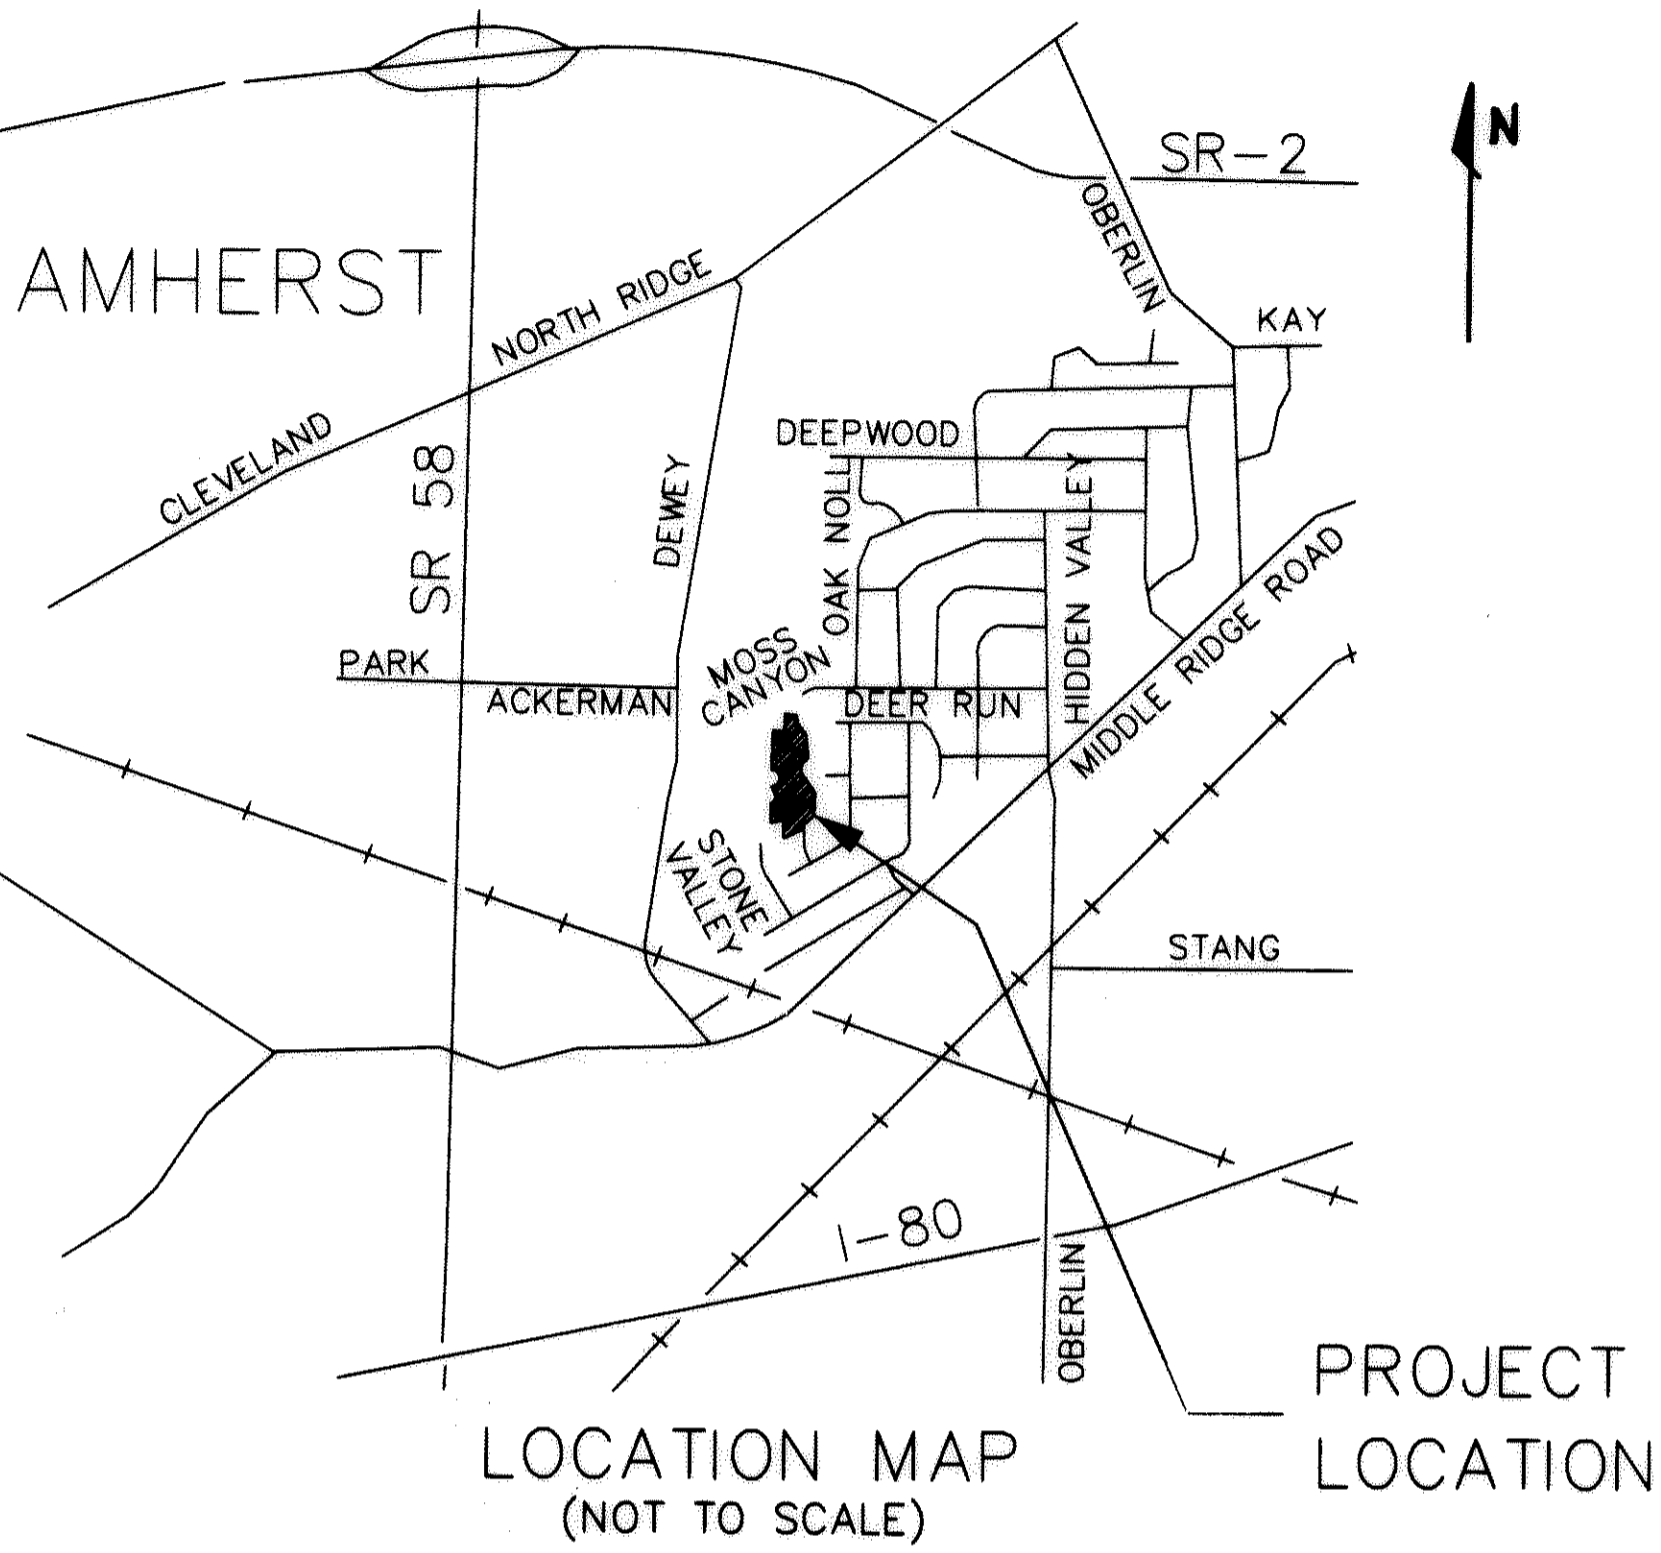 SR-2
N
OBERLIN
AMHERST
NORTH RIDGE
KAY
CLEVELAND
DEEPWOOD
SR 58
DEWEY
OAK NOLL
HIDDEN VALLEY
MIDDLE RIDGE ROAD
PARK
ACKERMAN
MOSS
CANYON
DEER RUN
STONE
VALLEY
STANG
I-80
OBERLIN
PROJECT
LOCATION
LOCATION MAP
(NOT TO SCALE)